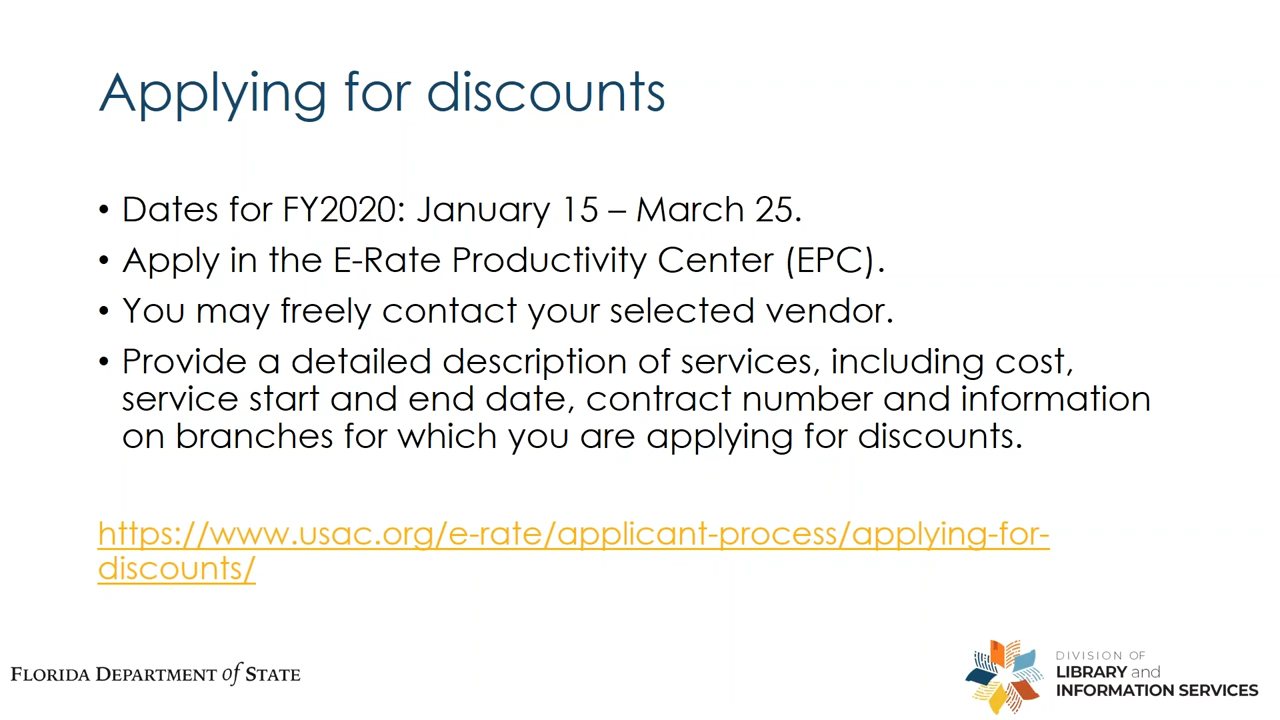 Applying for discounts
• Dates for FY2020: January 15 – March 25.
• Apply in the E-Rate Productivity Center (EPC).
• You may freely contact your selected vendor.
• Provide a detailed description of services, including cost,
service start and end date, contract number and information
on branches for which you are applying for discounts.
https://www.usac.org/e-rate/applicant-process/applying-for-
discounts/
FLORIDA DEPARTMENT of STATE
DIVISION OF
LIBRARY and
INFORMATION SERVICES